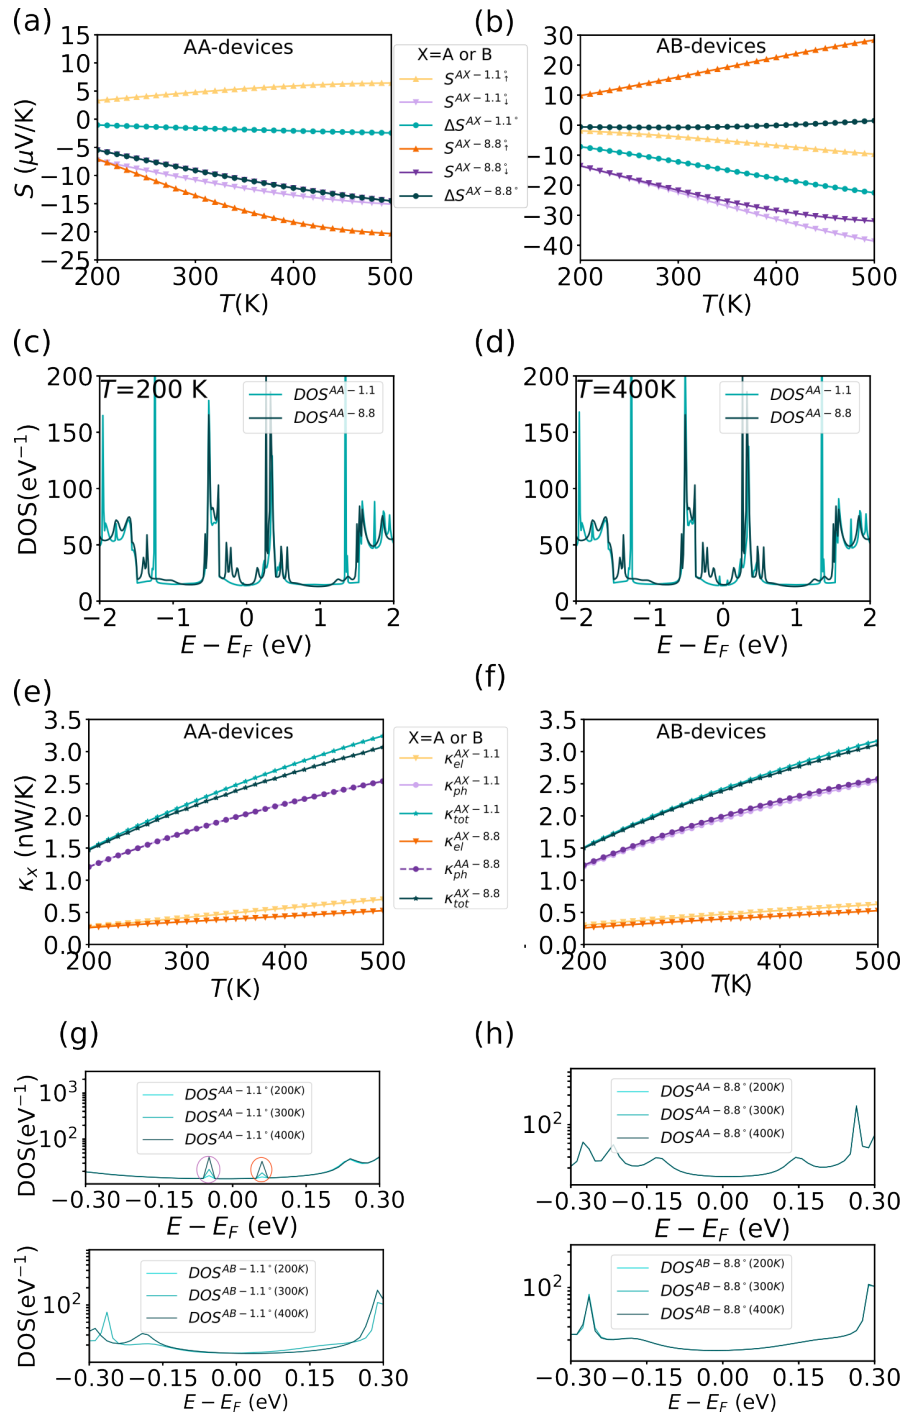 (a)
(b)
AA-devices
X=A or B
AB-devices
S↑^{AX−1.1°}
S↓^{AX−1.1°}
ΔS^{AX−1.1°}
S↑^{AX−8.8°}
S↓^{AX−8.8°}
ΔS^{AX−8.8°}
S (μV/K)
15
10
5
0
−5
−10
−15
−20
−25
200 300 400 500
T(K)
30
20
10
0
−10
−20
−30
−40
200 300 400 500
T(K)
(c)
(d)
T=200 K
DOS^{AA−1.1}
DOS^{AA−8.8}
T=400K
DOS^{AA−1.1}
DOS^{AA−8.8}
DOS(eV⁻¹)
200
150
100
50
0
−2 −1 0 1 2
E − E_F (eV)
200
150
100
50
0
−2 −1 0 1 2
E − E_F (eV)
(e)
(f)
AA-devices
X=A or B
AB-devices
κ_{el}^{AX−1.1}
κ_{ph}^{AX−1.1}
κ_{tot}^{AX−1.1}
κ_{el}^{AX−8.8}
κ_{ph}^{AA−8.8}
κ_{tot}^{AX−8.8}
κ_x (nW/K)
3.5
3.0
2.5
2.0
1.5
1.0
0.5
0.0
200 300 400 500
T(K)
3.5
3.0
2.5
2.0
1.5
1.0
0.5
0.0
200 300 400 500
T(K)
(g)
(h)
DOS(eV⁻¹)
10³
10²
DOS^{AA−1.1°(200K)}
DOS^{AA−1.1°(300K)}
DOS^{AA−1.1°(400K)}
−0.30 −0.15 0.00 0.15 0.30
E − E_F (eV)
10²
DOS^{AA−8.8°(200K)}
DOS^{AA−8.8°(300K)}
DOS^{AA−8.8°(400K)}
−0.30 −0.15 0.00 0.15 0.30
E − E_F (eV)
DOS(eV⁻¹)
10²
DOS^{AB−1.1°(200K)}
DOS^{AB−1.1°(300K)}
DOS^{AB−1.1°(400K)}
−0.30 −0.15 0.00 0.15 0.30
E − E_F (eV)
10²
DOS^{AB−8.8°(200K)}
DOS^{AB−8.8°(300K)}
DOS^{AB−8.8°(400K)}
−0.30 −0.15 0.00 0.15 0.30
E − E_F (eV)